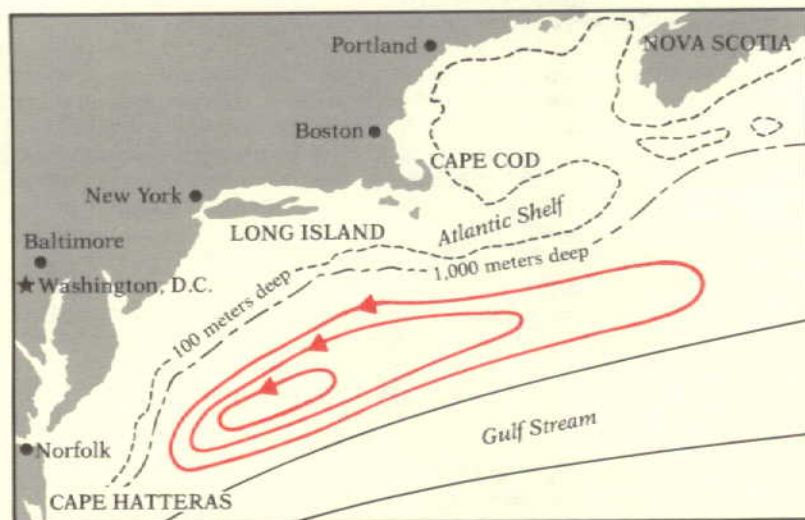 Portland
NOVA SCOTIA
Boston
CAPE COD
New York
LONG ISLAND
Atlantic Shelf
Baltimore
Washington, D.C.
100 meters deep
1,000 meters deep
Gulf Stream
Norfolk
CAPE HATTERAS